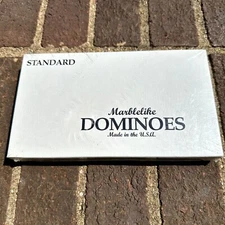 STANDARD
Marblelike
DOMINOES
Made in the U.S.A.